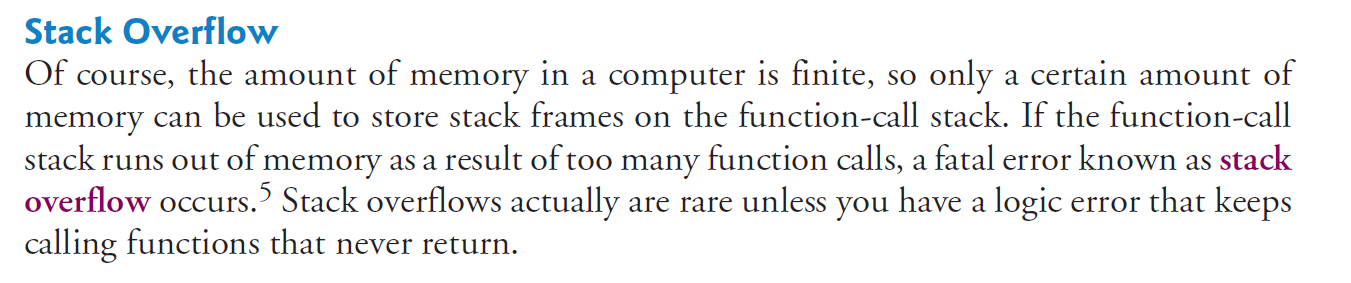 Stack Overflow
Of course, the amount of memory in a computer is finite, so only a certain amount of
memory can be used to store stack frames on the function-call stack. If the function-call
stack runs out of memory as a result of too many function calls, a fatal error known as stack
overflow occurs.5 Stack overflows actually are rare unless you have a logic error that keeps
calling functions that never return.